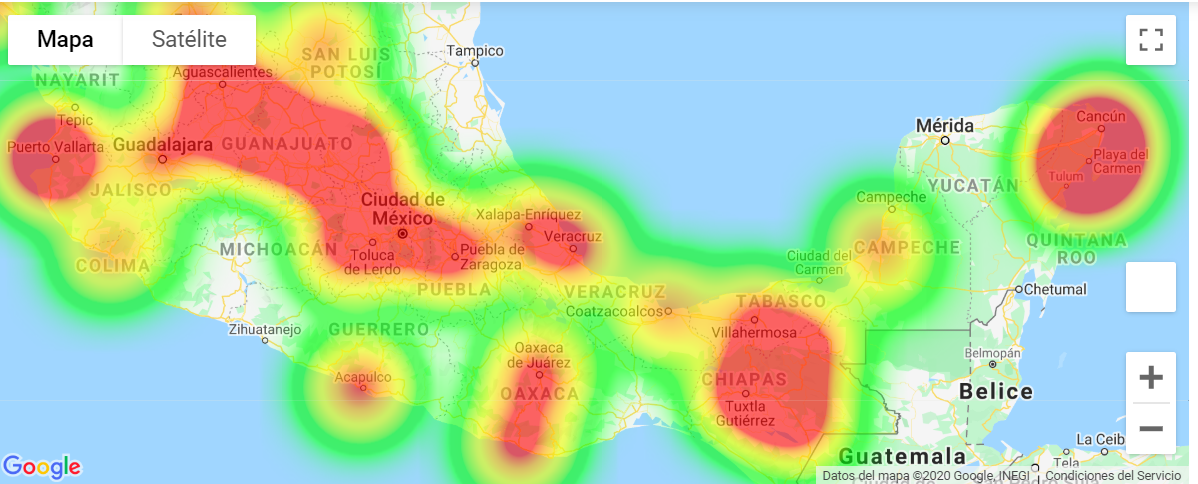 Mapa
Satélite
Tampico
SAN LUIS
POTOSÍ
Aguascalientes
NAYARIT
Tepic
Puerto Vallarta
Guadalajara
GUANAJUATO
JALISCO
Mérida
Cancún
Playa del
Carmen
Tulum
YUCATÁN
Campeche
Ciudad de
México
Xalapa-Enríquez
Veracruz
MICHOACÁN
Toluca
de Lerdo
Puebla de
Zaragoza
COLIMA
CAMPECHE
QUINTANA
ROO
Ciudad del
Carmen
PUEBLA
VERACRUZ
TABASCO
Chetumal
Coatzacoalcos
Zihuatanejo
GUERRERO
Villahermosa
Oaxaca
de Juárez
Belmopán
Acapulco
OAXACA
CHIAPAS
Belice
Tuxtla
Gutiérrez
La Ceib
Guatemala
Tela
Google
Datos del mapa ©2020 Google, INEGI
Condiciones del Servicio